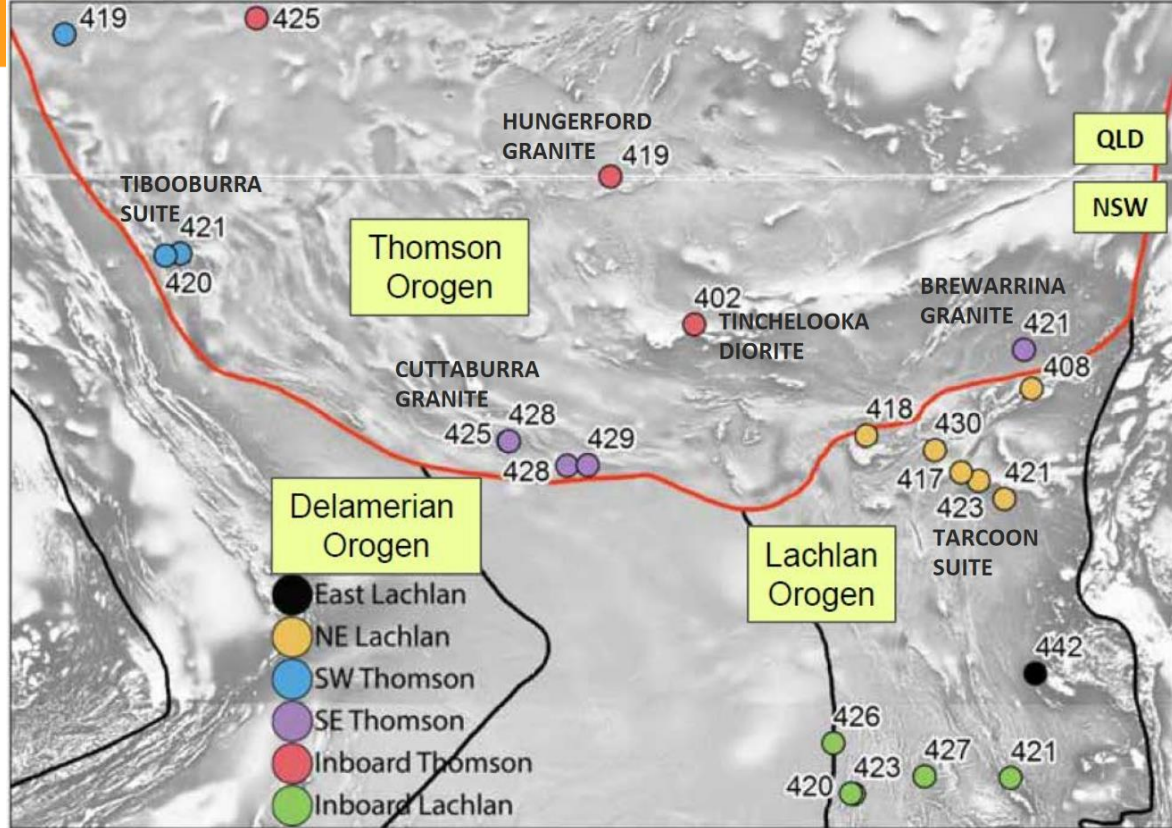 419
425
HUNGERFORD
GRANITE
419
QLD
TIBOOBURRA
SUITE
421
420
NSW
Thomson
Orogen
402
TINCHELOOKA
DIORITE
BREWARRINA
GRANITE
421
408
CUTTABURRA
GRANITE
428
425
428
429
418
430
417
421
423
TARCOON
SUITE
Delamerian
Orogen
Lachlan
Orogen
East Lachlan
NE Lachlan
SW Thomson
SE Thomson
Inboard Thomson
Inboard Lachlan
442
426
423
420
427
421